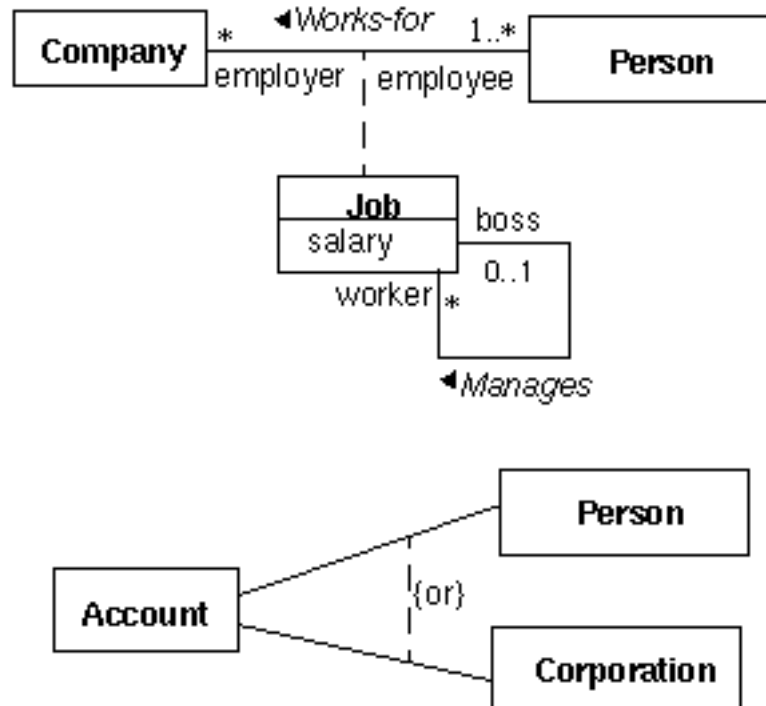 * ◄Works-for 1..*
Company Person
employer employee
Job
salary
boss
0..1
worker *
◄Manages
Person
Account {or}
Corporation